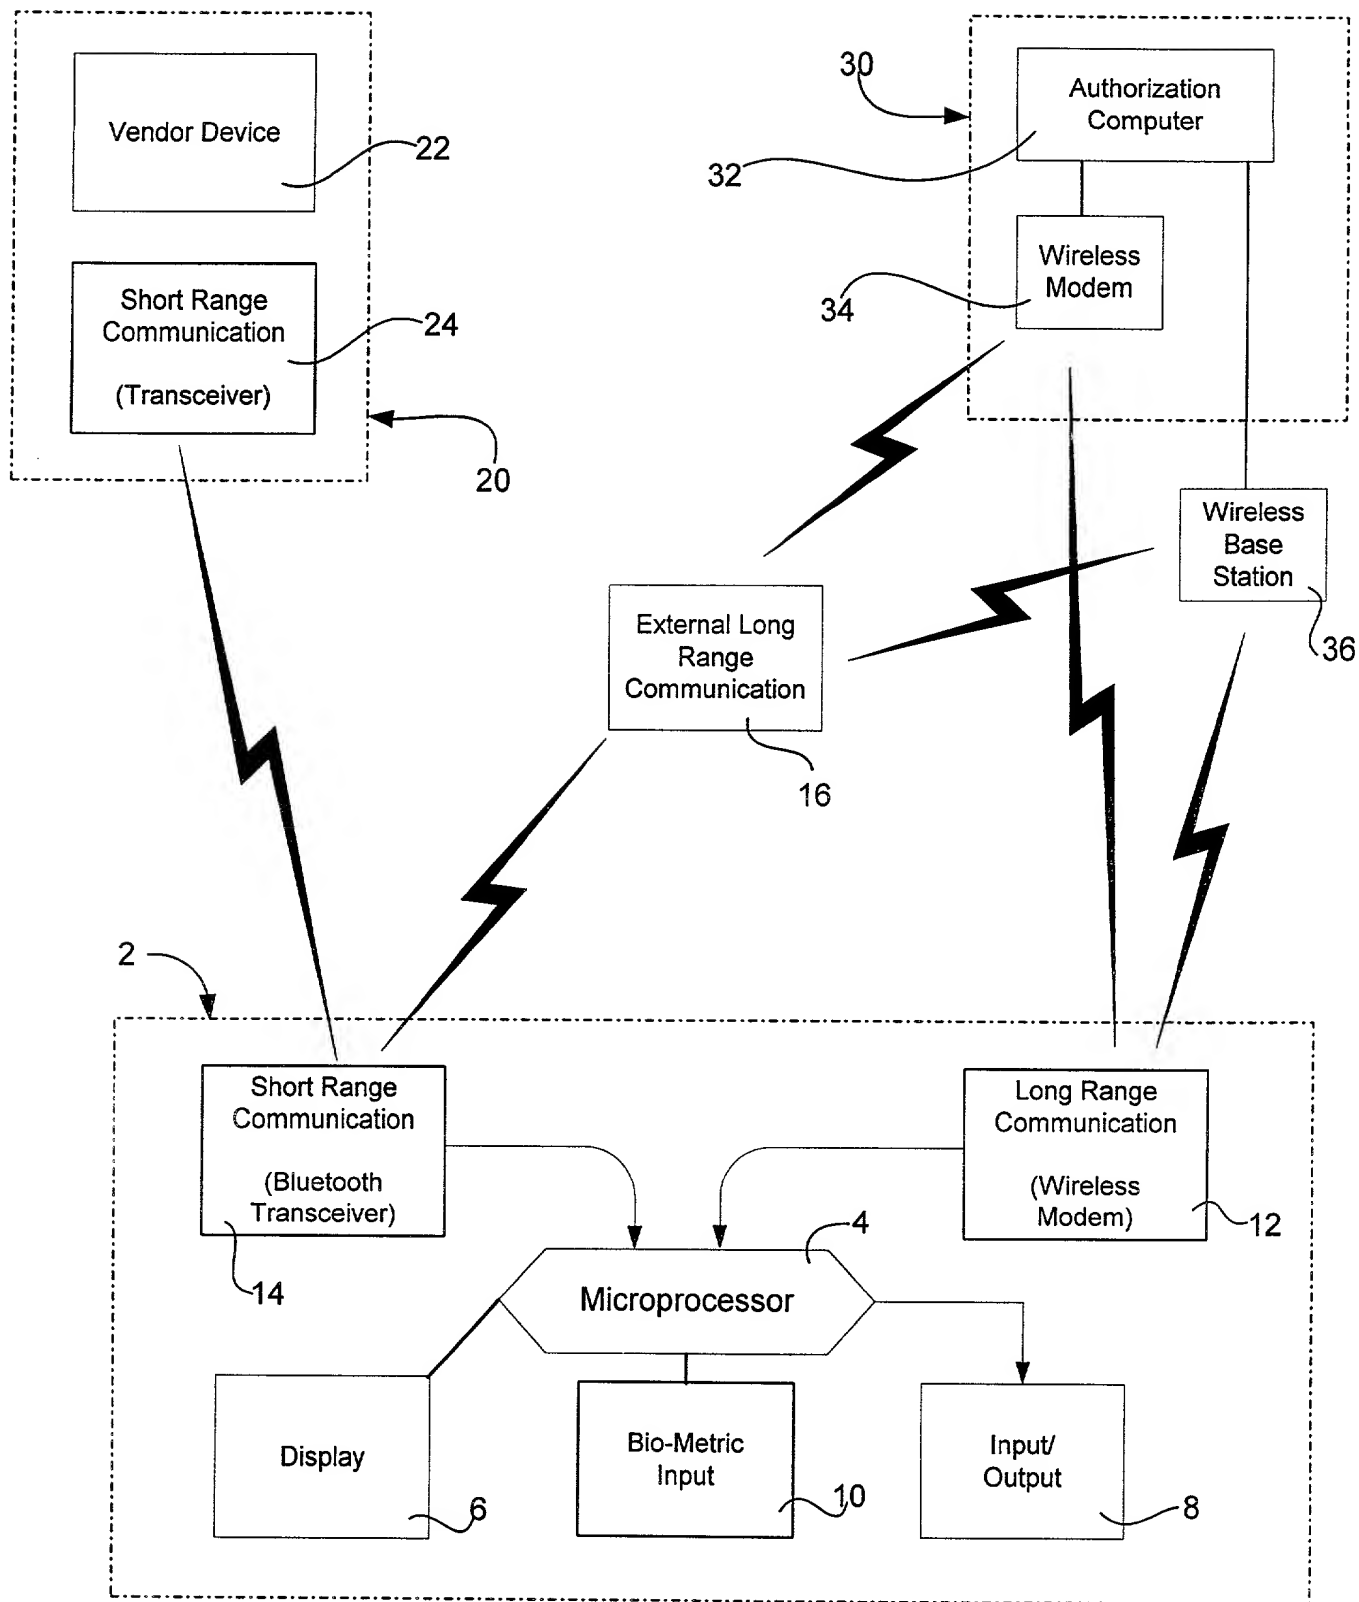 Vendor Device
22
Short Range
Communication
(Transceiver)
24
20
30
Authorization
Computer
32
Wireless
Modem
34
Wireless
Base
Station
36
External Long
Range
Communication
16
2
Short Range
Communication
(Bluetooth
Transceiver)
14
Long Range
Communication
(Wireless
Modem)
12
4
Microprocessor
Display
6
Bio-Metric
Input
10
Input/
Output
8